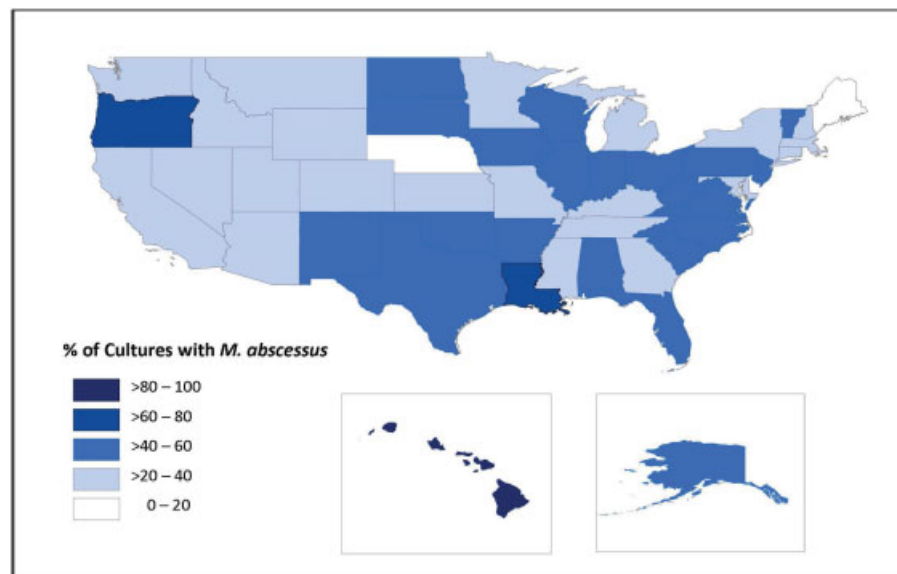 % of Cultures with M. abscessus
>80 – 100
>60 – 80
>40 – 60
>20 – 40
0 – 20